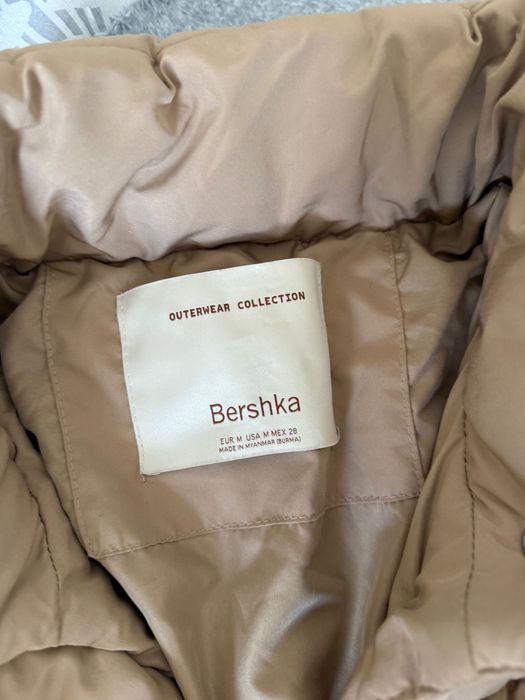 OUTERWEAR COLLECTION
Bershka
EUR M USA M MEX 28
MADE IN MYANMAR (BURMA)